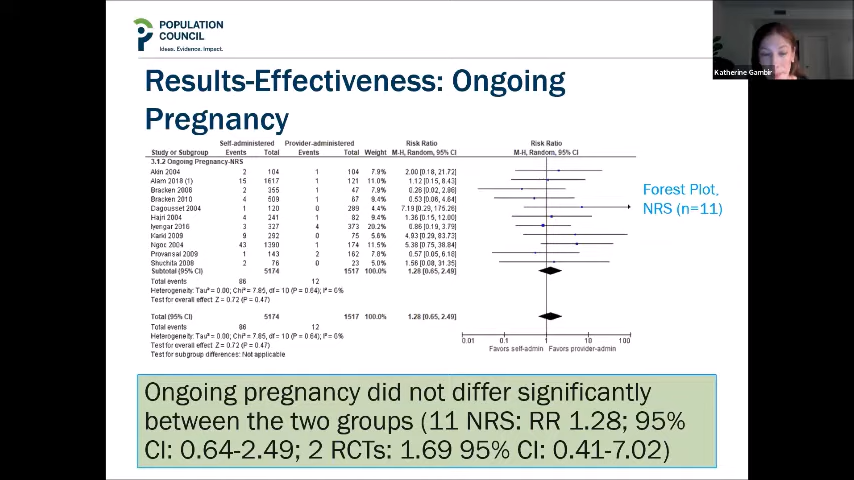 POPULATION
COUNCIL
Ideas. Evidence. Impact.
Katherine Gambir
Results-Effectiveness: Ongoing
Pregnancy
Self-administered Provider-administered Risk Ratio Risk Ratio
Study or Subgroup Events Total Events Total Weight M-H, Random, 95% CI M-H, Random, 95% CI
3.1.2 Ongoing Pregnancy-NRS
Akin 2004 2 104 1 104 7.9% 2.00 [0.18, 21.72]
Alam 2018 (1) 15 1617 1 121 11.4% 1.12 [0.15, 8.43]
Bracken 2008 2 355 1 47 7.9% 0.26 [0.02, 2.86]
Bracken 2010 4 509 1 67 9.5% 0.53 [0.06, 4.64]
Dagousset 2004 1 120 0 289 4.4% 7.19 [0.29, 175.26]
Hajri 2004 4 241 1 82 9.6% 1.36 [0.15, 12.00]
Iyengar 2016 3 327 4 373 20.6% 0.86 [0.19, 3.79]
Karki 2009 9 292 0 75 5.6% 4.93 [0.29, 83.73]
Ngoc 2004 43 1390 1 174 11.6% 5.38 [0.75, 38.84]
Provansal 2009 1 143 2 162 7.9% 0.57 [0.05, 6.18]
Shuchita 2008 2 76 0 23 5.0% 1.56 [0.08, 31.35]
Subtotal (95% CI) 5174 1517 100.0% 1.28 [0.65, 2.49]
Total events 86 12
Heterogeneity: Tau² = 0.00; Chi² = 7.85, df = 10 (P = 0.64); I² = 0%
Test for overall effect: Z = 0.72 (P = 0.47)
Total (95% CI) 5174 1517 100.0% 1.28 [0.65, 2.49]
Total events 86 12
Heterogeneity: Tau² = 0.00; Chi² = 7.85, df = 10 (P = 0.64); I² = 0%
Test for overall effect: Z = 0.72 (P = 0.47)
Test for subgroup differences: Not applicable
0.01 0.1 1 10 100
Favors self-admin Favors provider-admin
Forest Plot,
NRS (n=11)
Ongoing pregnancy did not differ significantly
between the two groups (11 NRS: RR 1.28; 95%
CI: 0.64-2.49; 2 RCTs: 1.69 95% CI: 0.41-7.02)